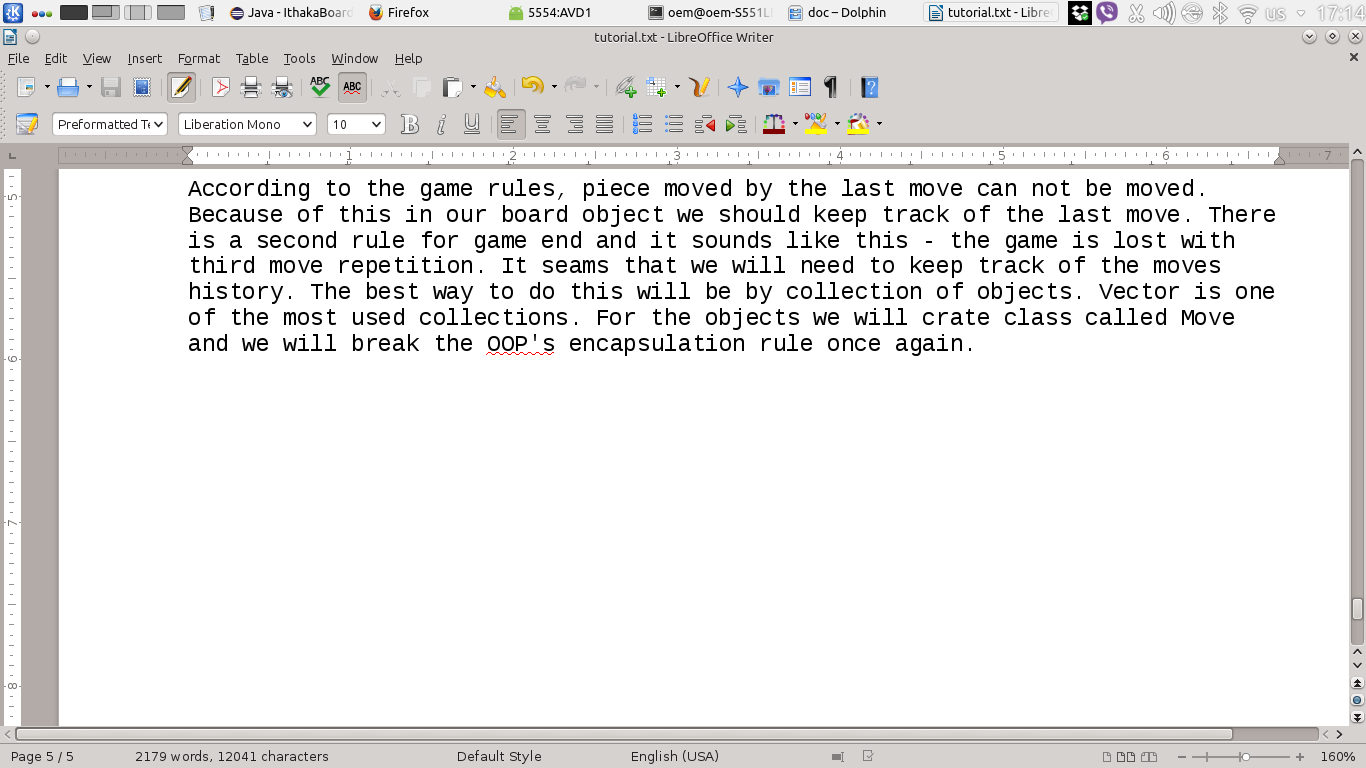 Java - IthakaBoard
Firefox
5554:AVD1
oem@oem-S551L
doc – Dolphin
tutorial.txt - Libre
us
17:14
tutorial.txt - LibreOffice Writer
File Edit View Insert Format Table Tools Window Help
ABC ABC
Preformatted Te Liberation Mono 10
1 2 3 4 5 6 7
According to the game rules, piece moved by the last move can not be moved.
Because of this in our board object we should keep track of the last move. There
is a second rule for game end and it sounds like this - the game is lost with
third move repetition. It seams that we will need to keep track of the moves
history. The best way to do this will be by collection of objects. Vector is one
of the most used collections. For the objects we will crate class called Move
and we will break the OOP's encapsulation rule once again.
5
6
7
8
Page 5 / 5 2179 words, 12041 characters Default Style English (USA) 160%